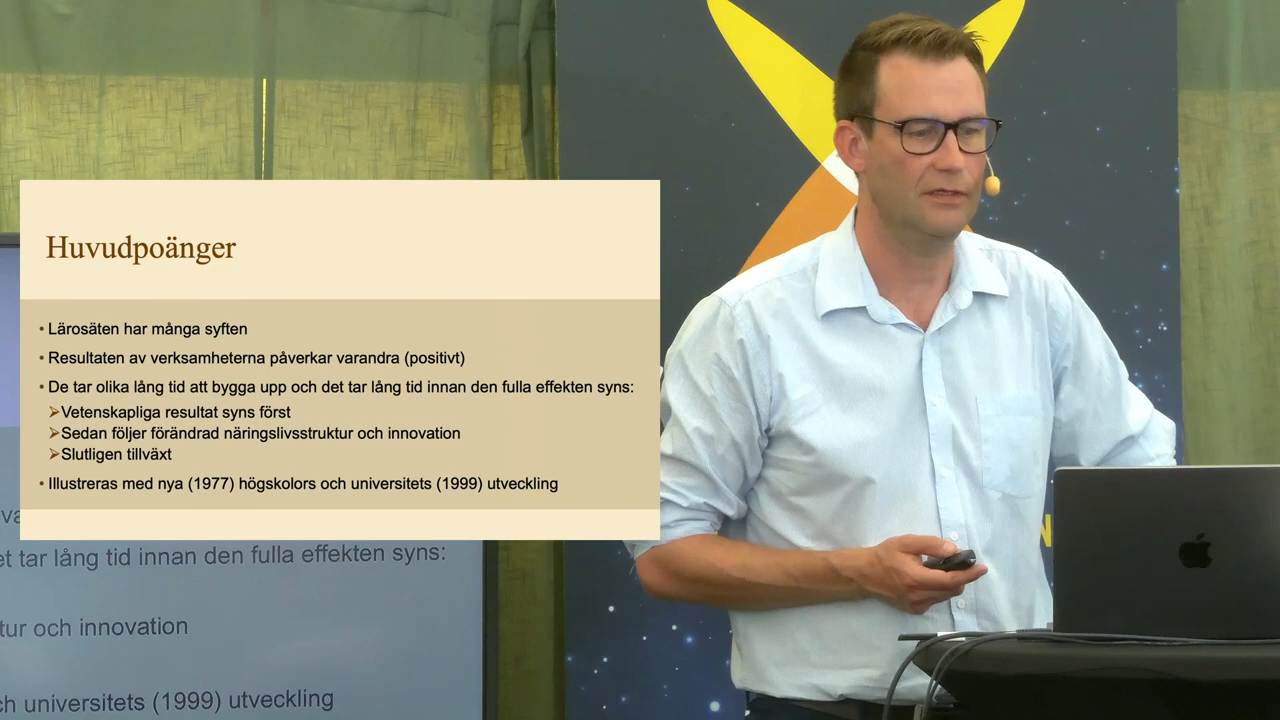 Huvudpoänger
• Lärosäten har många syften
• Resultaten av verksamheterna påverkar varandra (positivt)
• De tar olika lång tid att bygga upp och det tar lång tid innan den fulla effekten syns:
➢Vetenskapliga resultat syns först
➢Sedan följer förändrad näringslivsstruktur och innovation
➢Slutligen tillväxt
• Illustreras med nya (1977) högskolors och universitets (1999) utveckling
et tar lång tid innan den fulla effekten syns:
tur och innovation
ch universitets (1999) utveckling
N